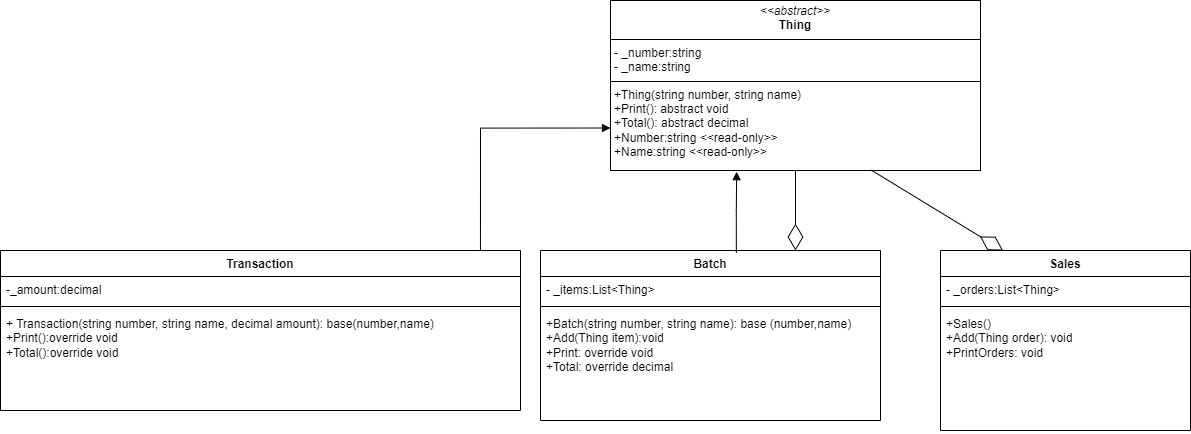 <<abstract>>
Thing
- _number:string
- _name:string
+Thing(string number, string name)
+Print(): abstract void
+Total(): abstract decimal
+Number:string <<read-only>>
+Name:string <<read-only>>
Transaction
-_amount:decimal
+ Transaction(string number, string name, decimal amount): base(number,name)
+Print():override void
+Total():override void
Batch
- _items:List<Thing>
+Batch(string number, string name): base (number,name)
+Add(Thing item):void
+Print: override void
+Total: override decimal
Sales
- _orders:List<Thing>
+Sales()
+Add(Thing order): void
+PrintOrders: void